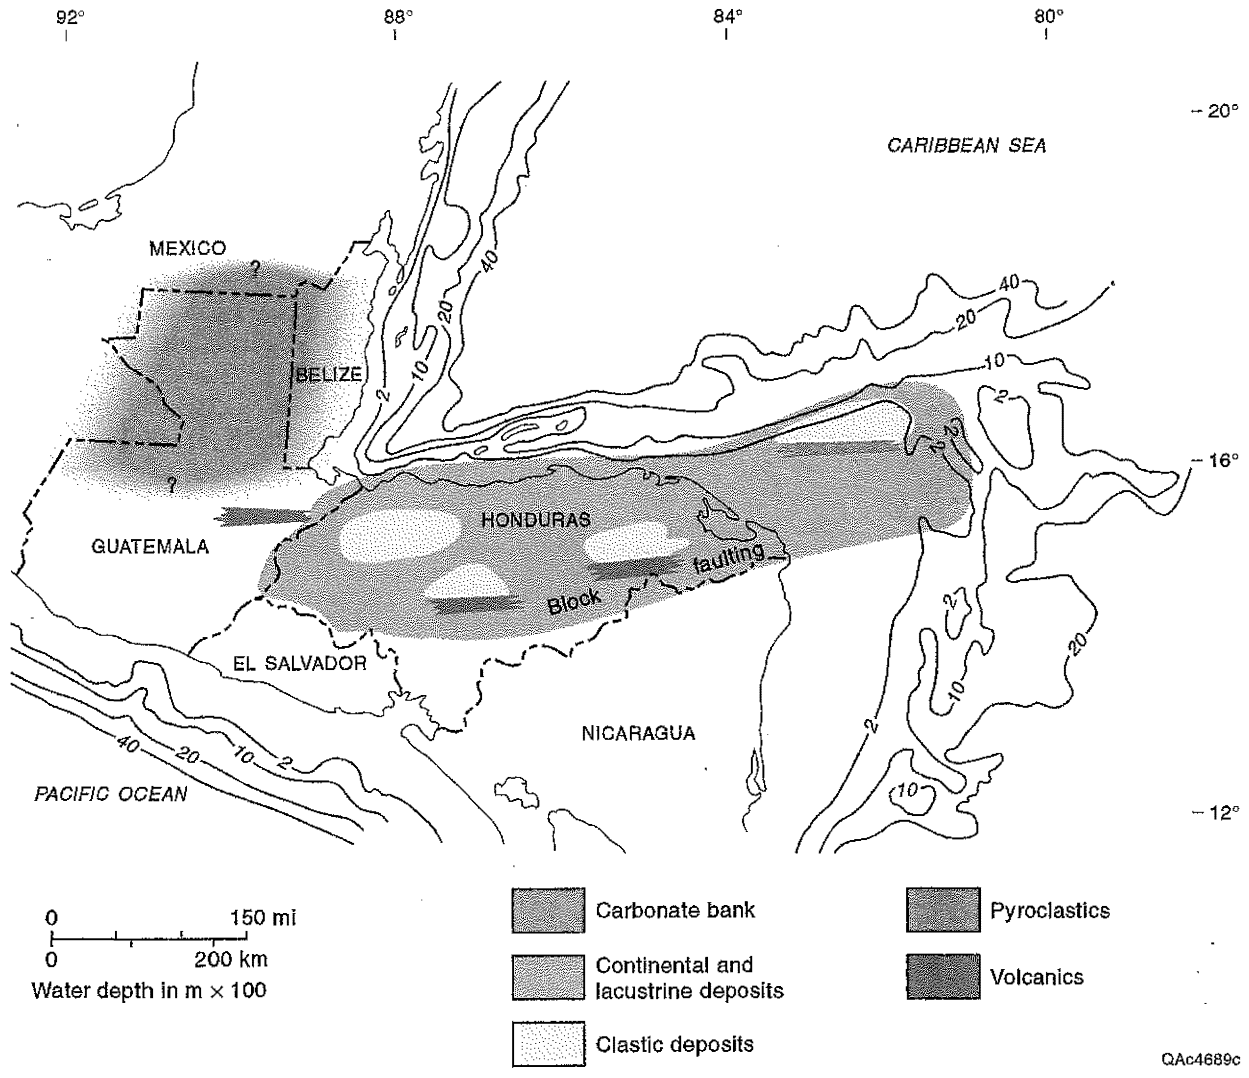 92°
88°
84°
80°
20°
CARIBBEAN SEA
MEXICO
?
40
40
20
20
10
BELIZE
10
2
2
2
2
16°
?
HONDURAS
GUATEMALA
faulting
Block
2
20
EL SALVADOR
10
2
NICARAGUA
2
10
20
40
PACIFIC OCEAN
10
12°
0 150 mi
0 200 km
Water depth in m × 100
Carbonate bank
Continental and
lacustrine deposits
Clastic deposits
Pyroclastics
Volcanics
QAc4689c